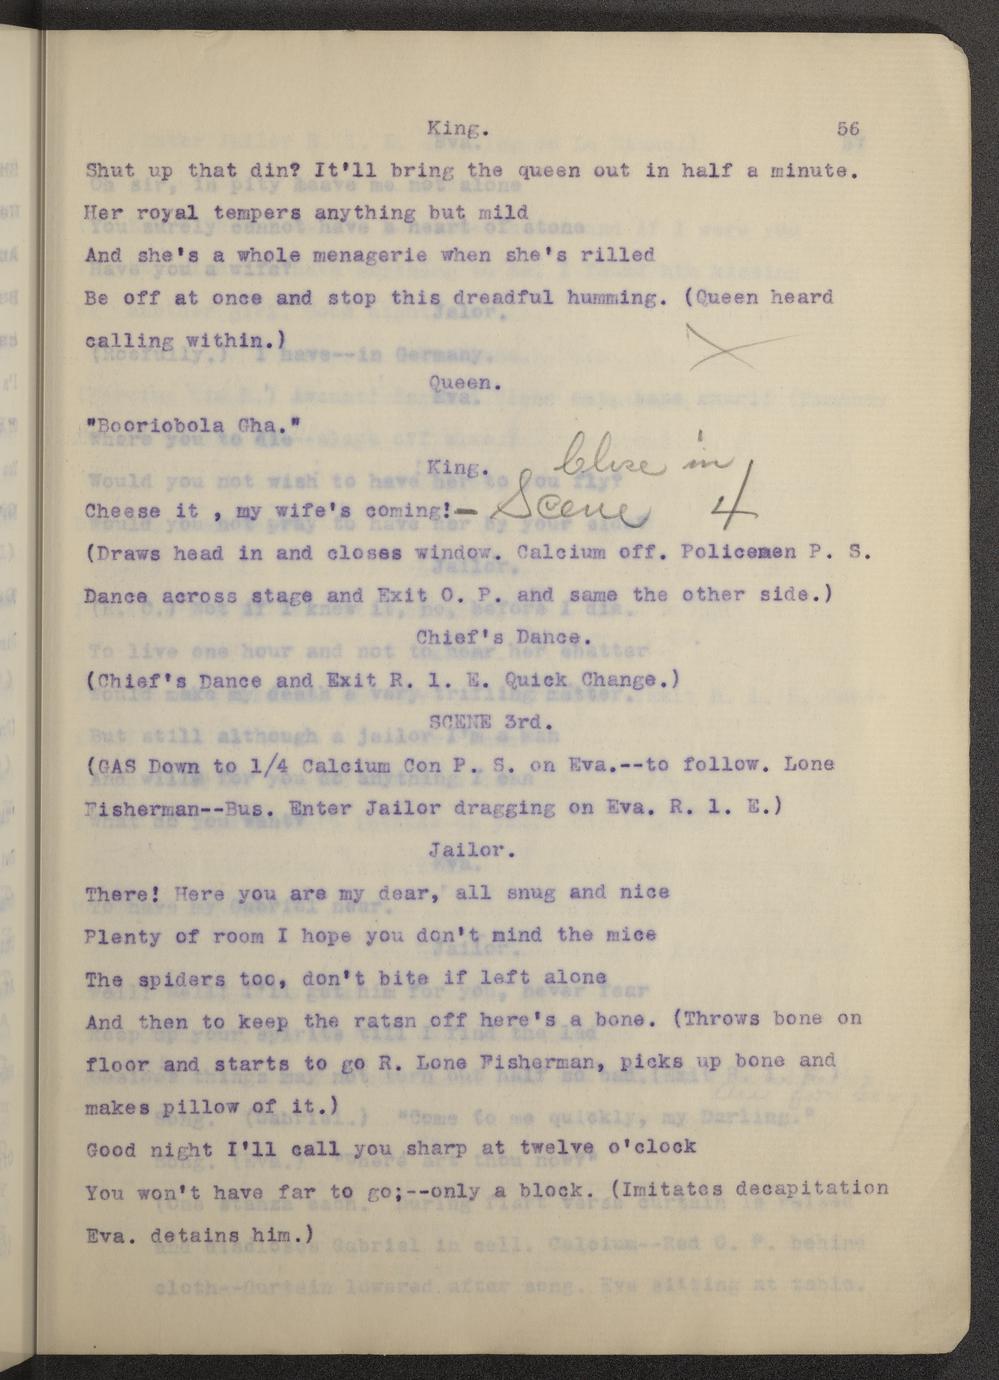 King. 56
Shut up that din? It'll bring the queen out in half a minute.
Her royal tempers anything but mild
And she's a whole menagerie when she's rilled
Be off at once and stop this dreadful humming. (Queen heard
calling within.)
Queen.
"Booriobola Gha."
King. Close in
Cheese it , my wife's coming!— Scene 4
(Draws head in and closes window. Calcium off. Policemen P. S.
Dance across stage and Exit O. P. and same the other side.)
Chief's Dance.
(Chief's Dance and Exit R. l. E. Quick Change.)
SCENE 3rd.
(GAS Down to 1/4 Calcium Con P. S. on Eva.--to follow. Lone
Fisherman--Bus. Enter Jailor dragging on Eva. R. l. E.)
Jailor.
There! Here you are my dear, all snug and nice
Plenty of room I hope you don't mind the mice
The spiders too, don't bite if left alone
And then to keep the ratsn off here's a bone. (Throws bone on
floor and starts to go R. Lone Fisherman, picks up bone and
makes pillow of it.)
Good night I'll call you sharp at twelve o'clock
You won't have far to go;--only a block. (Imitates decapitation
Eva. detains him.)